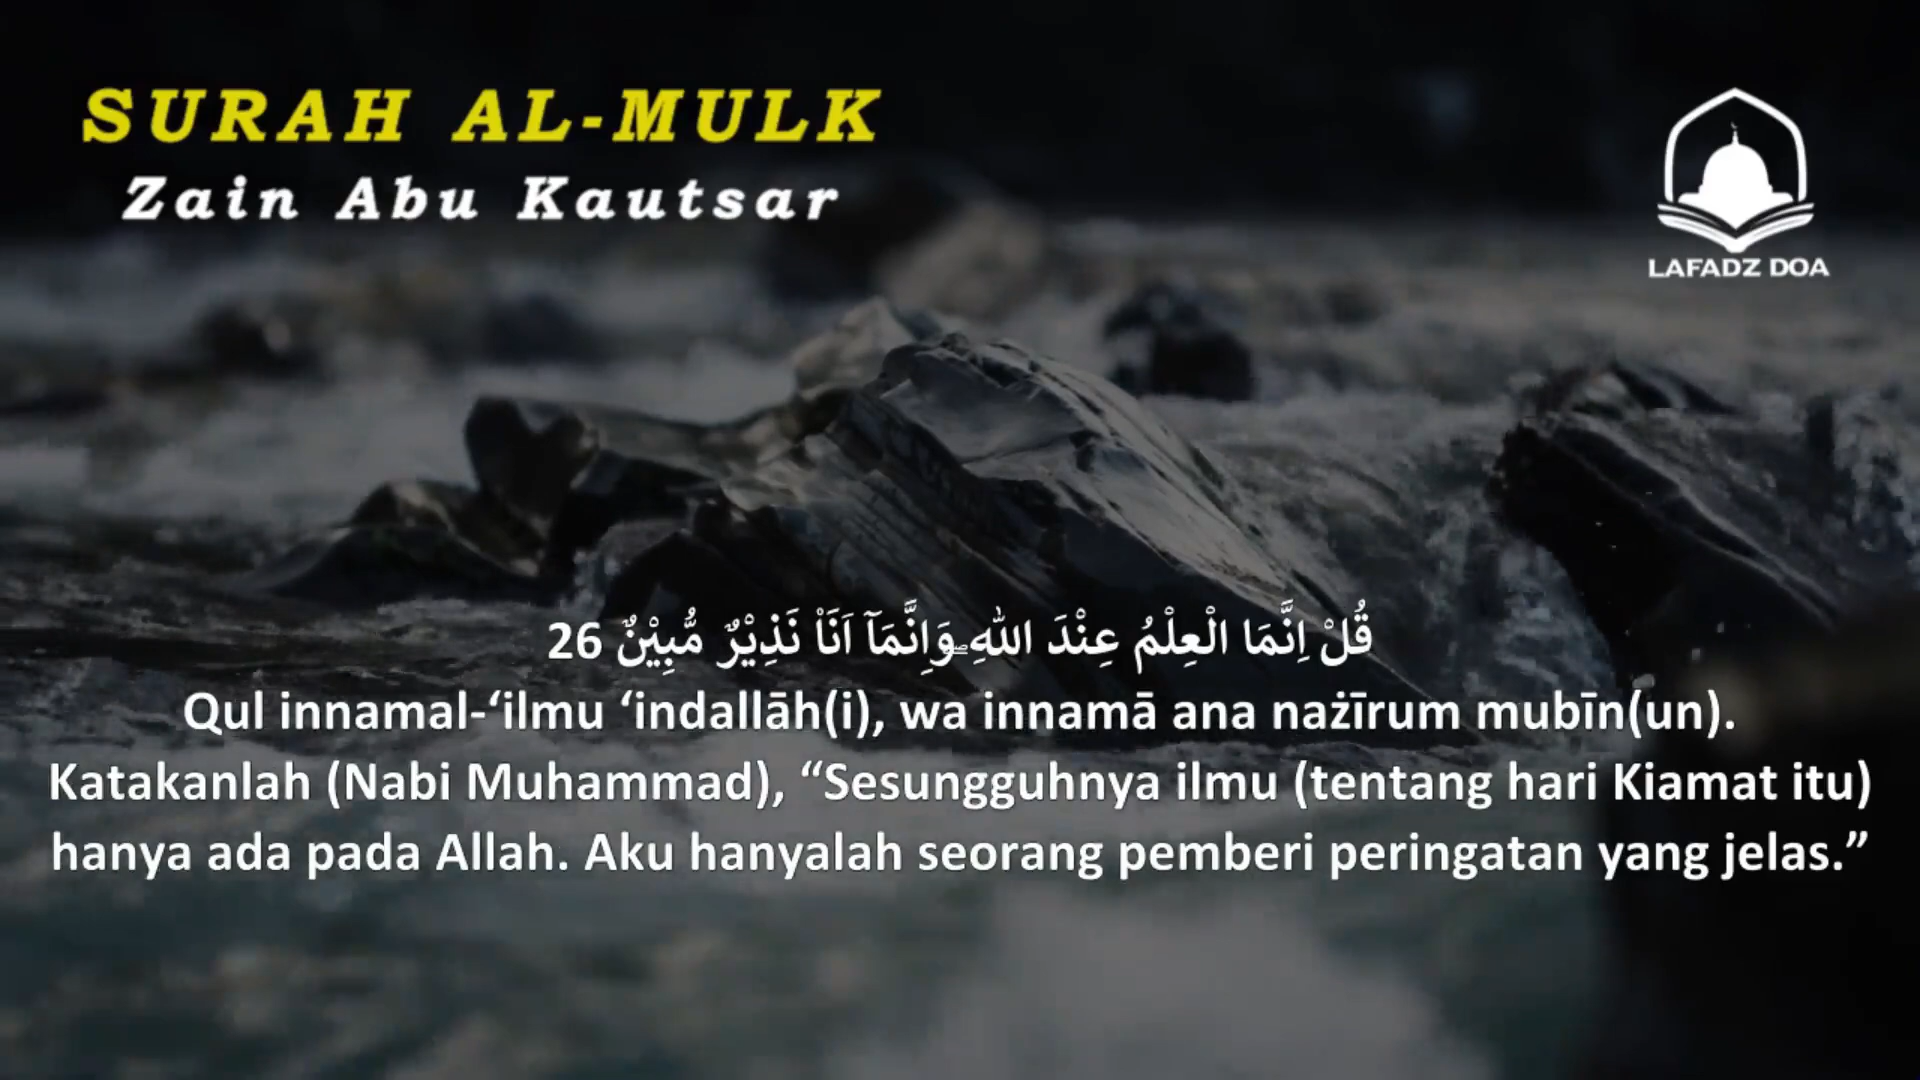 SURAH AL-MULK
Zain Abu Kautsar
LAFADZ DOA
قُلْ اِنَّمَا الْعِلْمُ عِنْدَ اللّٰهِ ۖوَاِنَّمَآ اَنَا۠ نَذِيْرٌ مُّبِيْنٌ 26
Qul innamal-‘ilmu ‘indallāh(i), wa innamā ana nażīrum mubīn(un).
Katakanlah (Nabi Muhammad), “Sesungguhnya ilmu (tentang hari Kiamat itu)
hanya ada pada Allah. Aku hanyalah seorang pemberi peringatan yang jelas.”